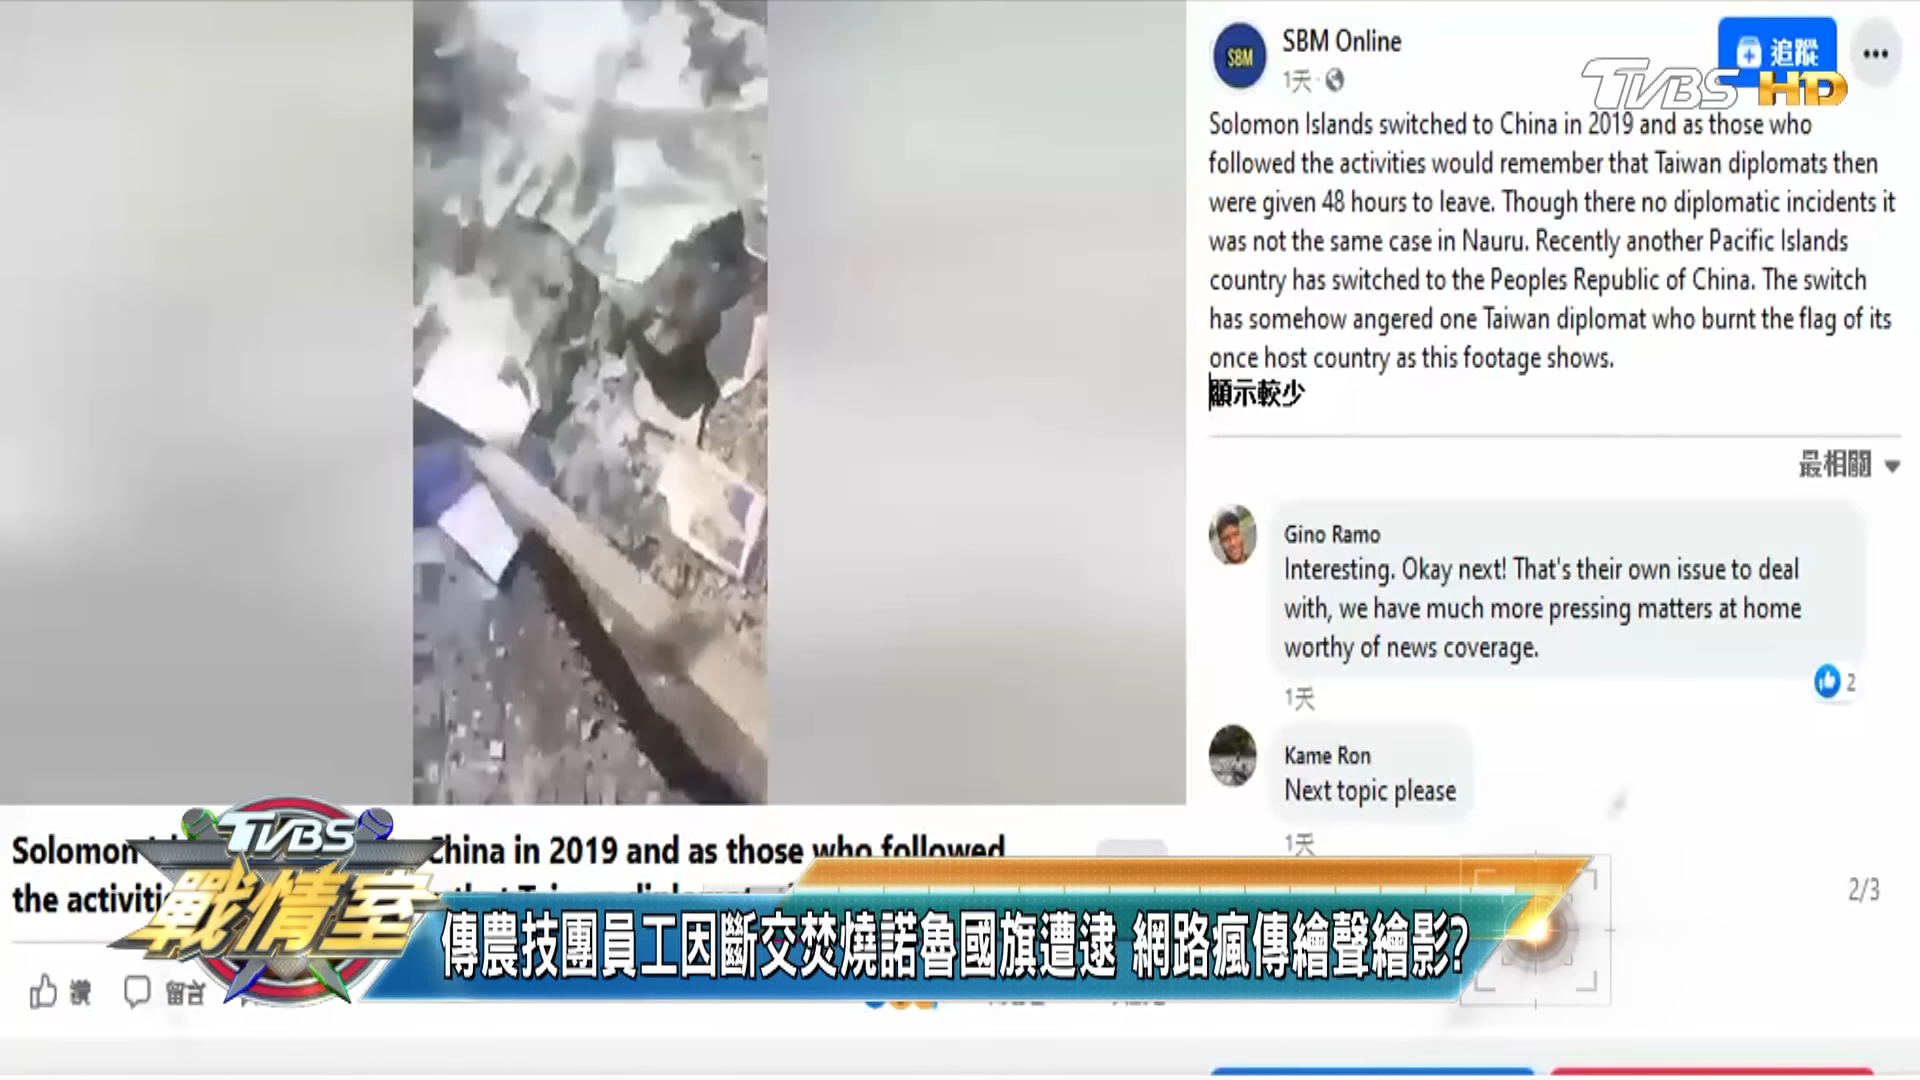 SBM
SBM Online
追蹤
1天
TVBS HD
Solomon Islands switched to China in 2019 and as those who
followed the activities would remember that Taiwan diplomats then
were given 48 hours to leave. Though there no diplomatic incidents it
was not the same case in Nauru. Recently another Pacific Islands
country has switched to the Peoples Republic of China. The switch
has somehow angered one Taiwan diplomat who burnt the flag of its
once host country as this footage shows.
顯示較少
最相關
Gino Ramo
Interesting. Okay next! That's their own issue to deal
with, we have much more pressing matters at home
worthy of news coverage.
2
1天
Kame Ron
Next topic please
1天
2/3
Solomon China in 2019 and as those who followed
the
TVBS
戰情室
傳農技團員工因斷交焚燒諾魯國旗遭逮 網路瘋傳繪聲繪影?
讚
留言